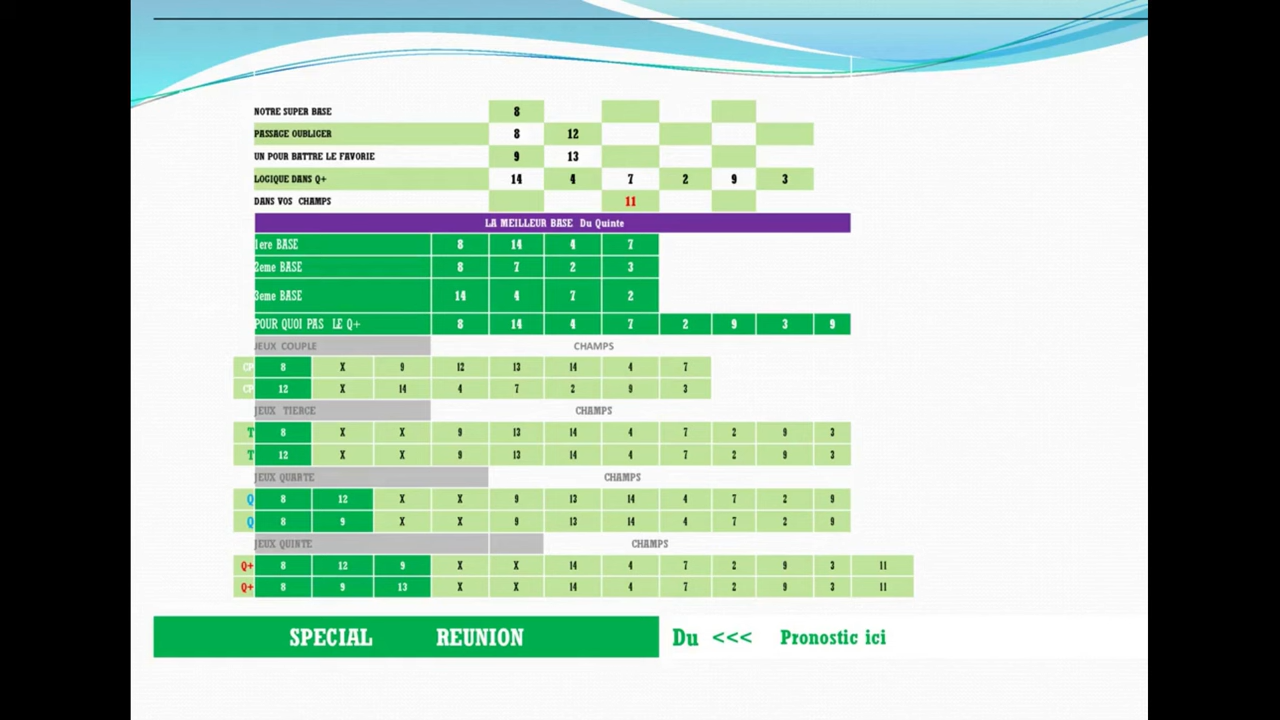 NOTRE SUPER BASE 8
PASSAGE OUBLIGER 8 12
UN POUR BATTRE LE FAVORIE 9 13
LOGIQUE DANS Q+ 14 4 7 2 9 3
DANS VOS CHAMPS 11
LA MEILLEUR BASE Du Quinte
1ere BASE 8 14 4 7
2eme BASE 8 7 2 3
3eme BASE 14 4 7 2
POUR QUOI PAS LE Q+ 8 14 4 7 2 9 3 9
JEUX COUPLE CHAMPS
CP 8 X 9 12 13 14 4 7
CP 12 X 14 4 7 2 9 3
JEUX TIERCE CHAMPS
T 8 X X 9 13 14 4 7 2 9 3
T 12 X X 9 13 14 4 7 2 9 3
JEUX QUARTE CHAMPS
Q 8 12 X X 9 13 14 4 7 2 9
Q 8 9 X X 9 13 14 4 7 2 9
JEUX QUINTE CHAMPS
Q+ 8 12 9 X X 14 4 7 2 9 3 11
Q+ 8 9 13 X X 14 4 7 2 9 3 11
SPECIAL REUNION Du <<< Pronostic ici